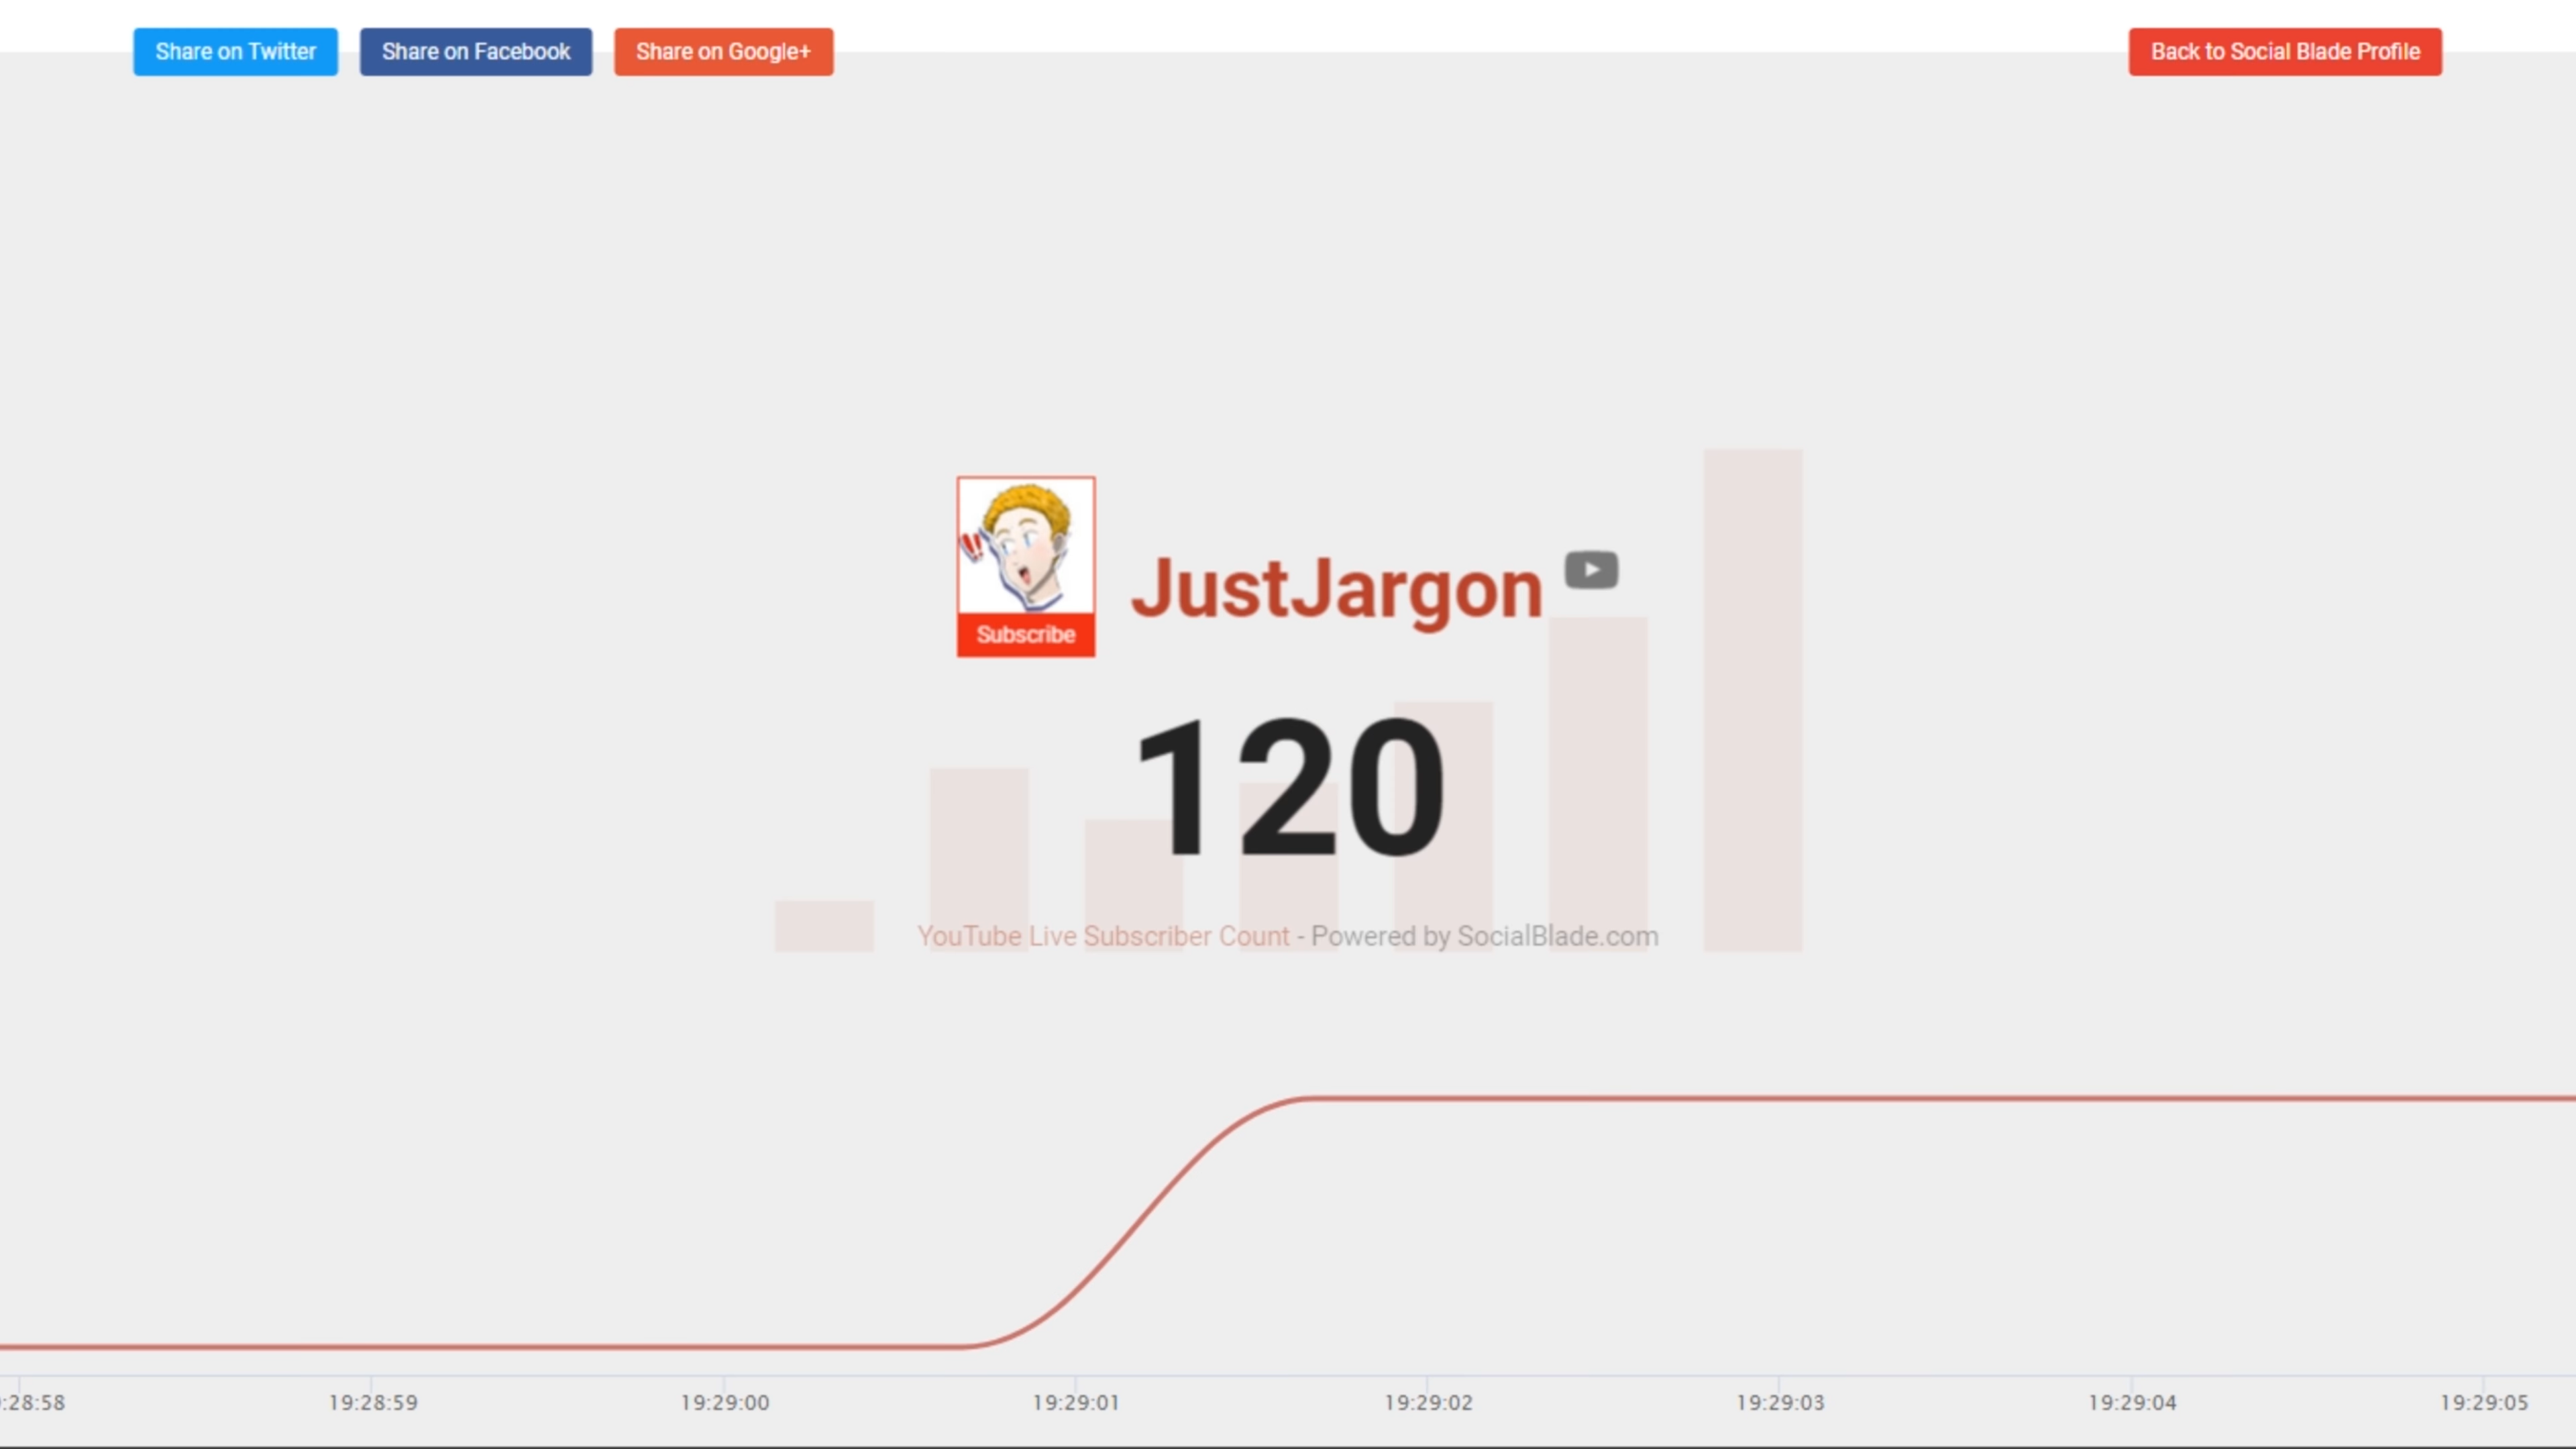 Share on Twitter
Share on Facebook
Share on Google+
Back to Social Blade Profile
!!
JustJargon
Subscribe
120
YouTube Live Subscriber Count - Powered by SocialBlade.com
:28:58
19:28:59
19:29:00
19:29:01
19:29:02
19:29:03
19:29:04
19:29:05